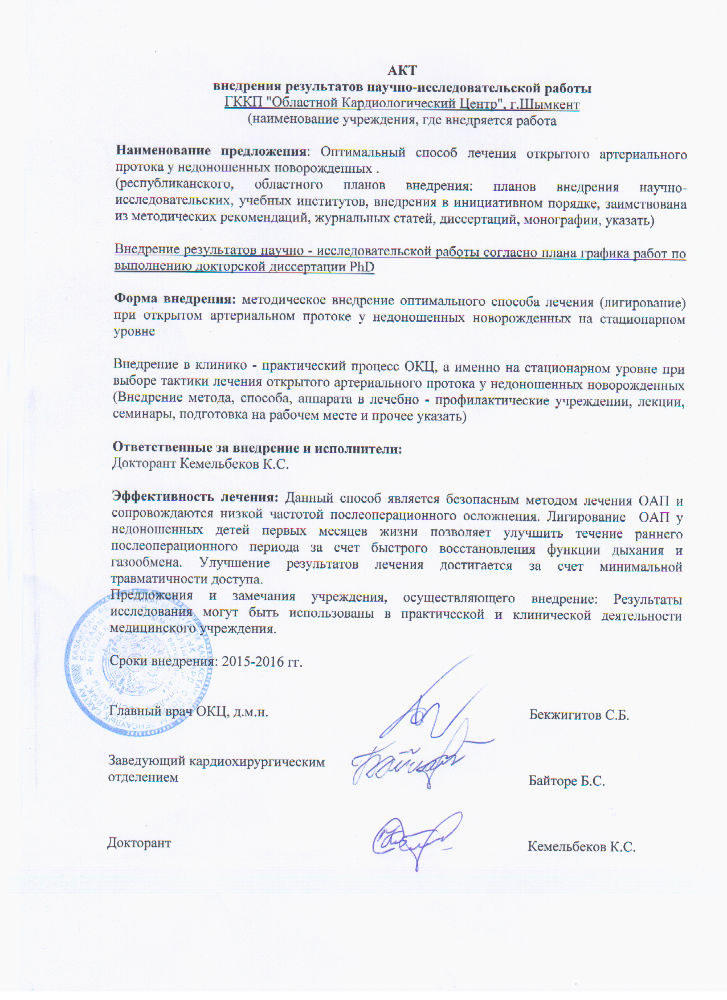 АКТ
внедрения результатов научно-исследовательской работы
ГККП "Областной Кардиологический Центр", г.Шымкент
(наименование учреждения, где внедряется работа
Наименование предложения: Оптимальный способ лечения открытого артериального
протока у недоношенных новорожденных .
(республиканского, областного планов внедрения: планов внедрения научно-
исследовательских, учебных институтов, внедрения в инициативном порядке, заимствована
из методических рекомендаций, журнальных статей, диссертаций, монографии, указать)
Внедрение результатов научно - исследовательской работы согласно плана графика работ по
выполнению докторской диссертации PhD
Форма внедрения: методическое внедрение оптимального способа лечения (лигирование)
при открытом артериальном протоке у недоношенных новорожденных на стационарном
уровне
Внедрение в клинико - практический процесс ОКЦ, а именно на стационарном уровне при
выборе тактики лечения открытого артериального протока у недоношенных новорожденных
(Внедрение метода, способа, аппарата в лечебно - профилактические учреждении, лекции,
семинары, подготовка на рабочем месте и прочее указать)
Ответственные за внедрение и исполнители:
Докторант Кемельбеков К.С.
Эффективность лечения: Данный способ является безопасным методом лечения ОАП и
сопровождаются низкой частотой послеоперационного осложнения. Лигирование ОАП у
недоношенных детей первых месяцев жизни позволяет улучшить течение раннего
послеоперационного периода за счет быстрого восстановления функции дыхания и
газообмена. Улучшение результатов лечения достигается за счет минимальной
травматичности доступа.
Предложения и замечания учреждения, осуществляющего внедрение: Результаты
исследования могут быть использованы в практической и клинической деятельности
медицинского учреждения.
Сроки внедрения: 2015-2016 гг.
Главный врач ОКЦ, д.м.н. Бекжигитов С.Б.
Заведующий кардиохирургическим
отделением Байторе Б.С.
Докторант Кемельбеков К.С.